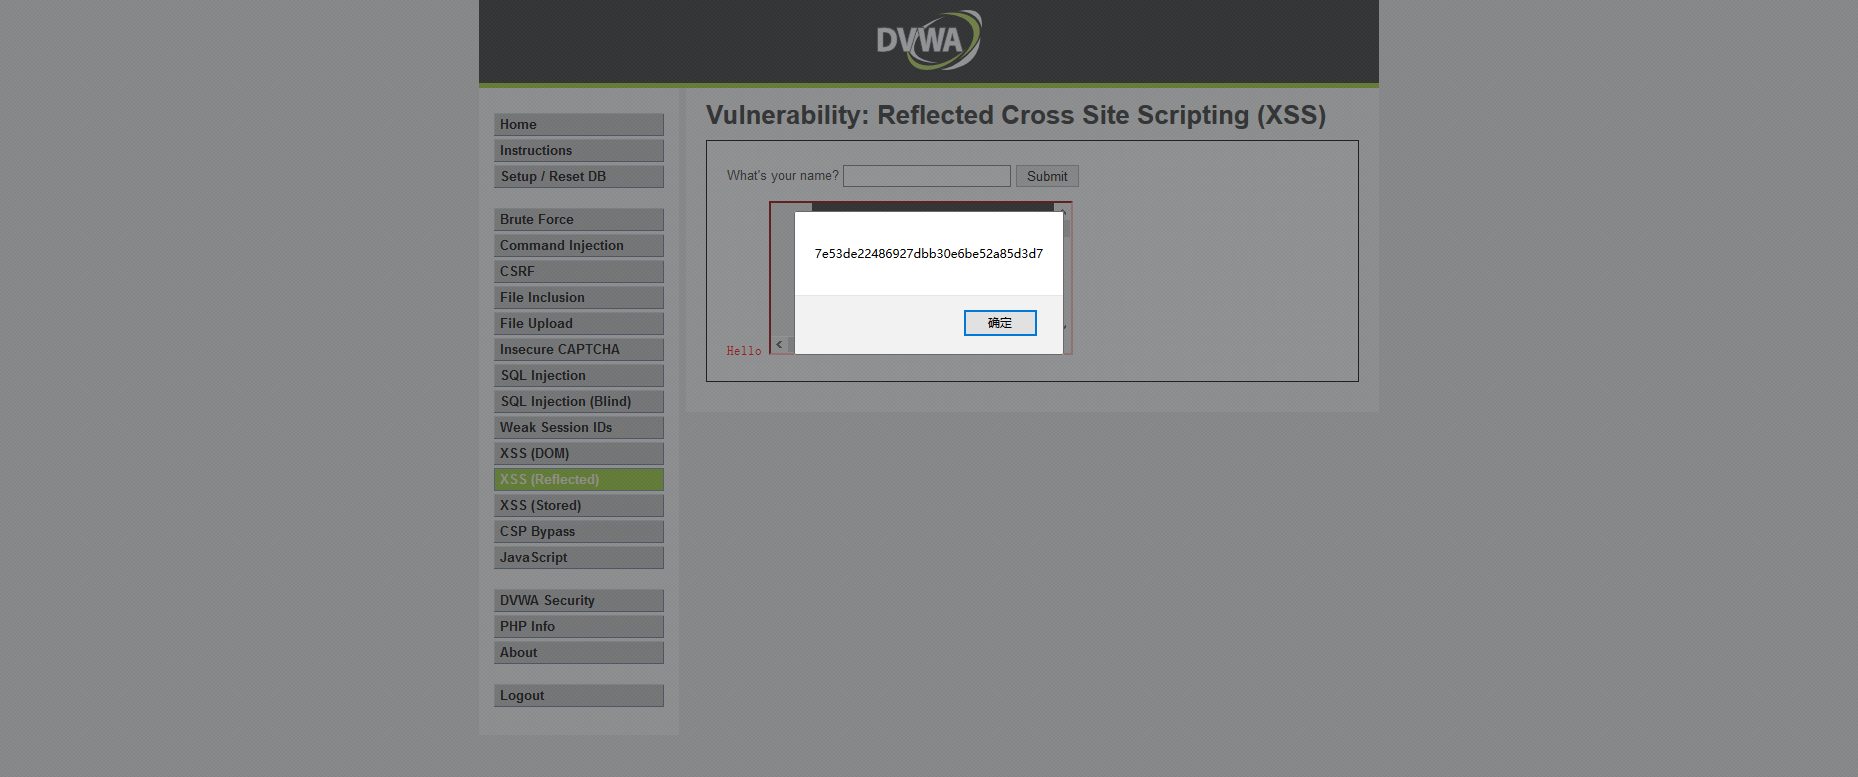 DVWA
Home
Instructions
Setup / Reset DB
Brute Force
Command Injection
CSRF
File Inclusion
File Upload
Insecure CAPTCHA
SQL Injection
SQL Injection (Blind)
Weak Session IDs
XSS (DOM)
XSS (Reflected)
XSS (Stored)
CSP Bypass
JavaScript
DVWA Security
PHP Info
About
Logout
Vulnerability: Reflected Cross Site Scripting (XSS)
What's your name? Submit
Hello
7e53de22486927dbb30e6be52a85d3d7
确定